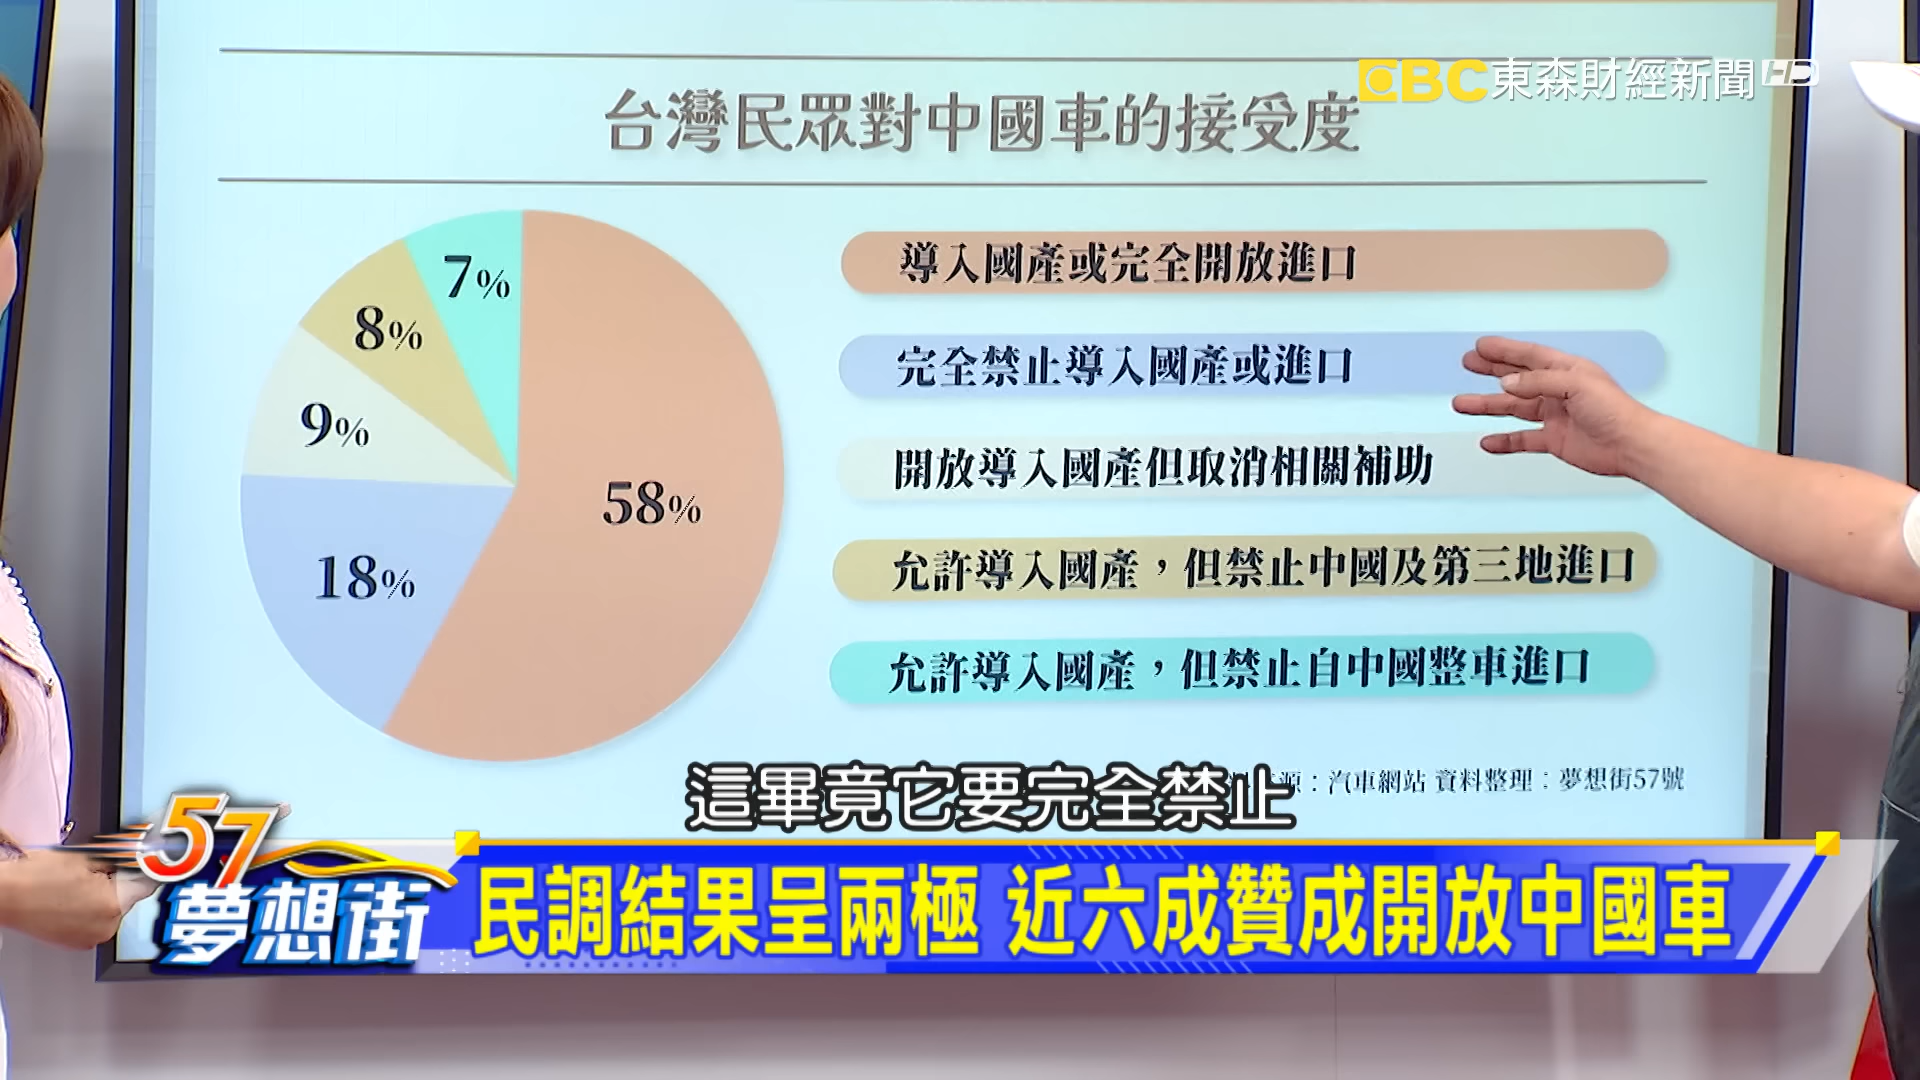 EBC東森財經新聞HD
台灣民眾對中國車的接受度
7%
8%
9%
18%
58%
導入國產或完全開放進口
完全禁止導入國產或進口
開放導入國產但取消相關補助
允許導入國產，但禁止中國及第三地進口
允許導入國產，但禁止自中國整車進口
源：汽車網站 資料整理：夢想街57號
這畢竟它要完全禁止
57夢想街
民調結果呈兩極 近六成贊成開放中國車